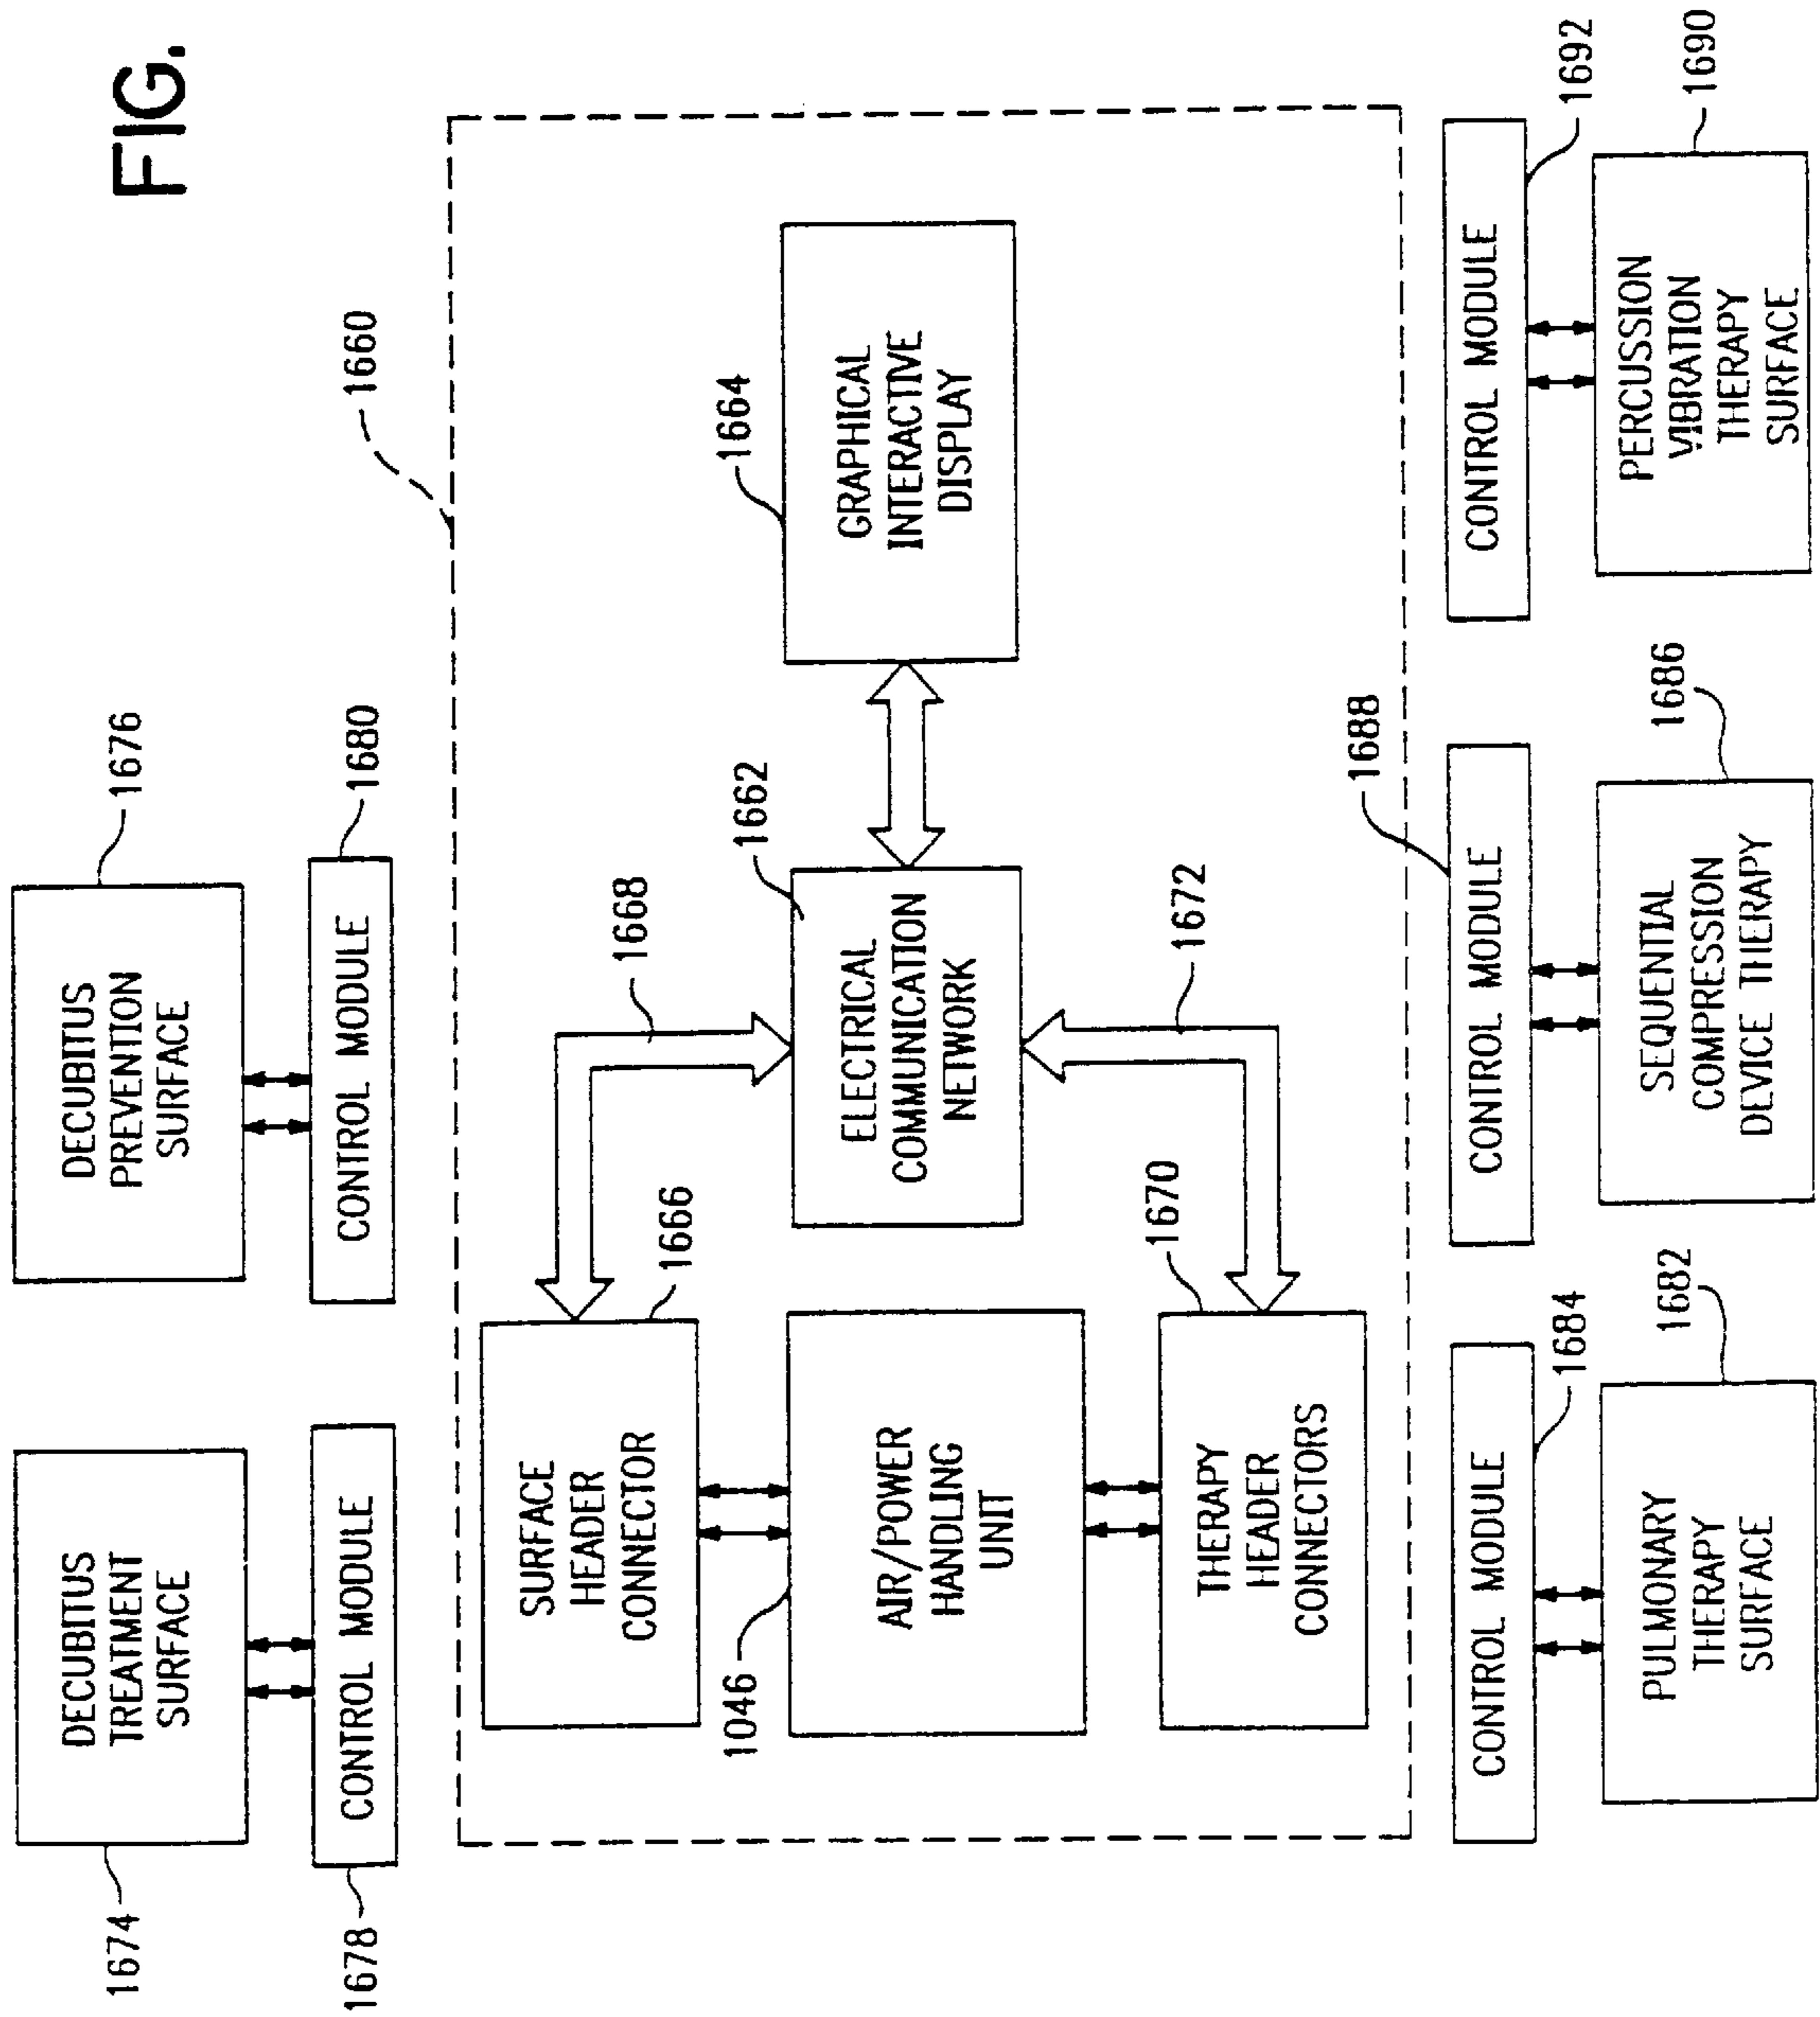 FIG.
1676
DECUBITUS
PREVENTION
SURFACE
1680
CONTROL MODULE
DECUBITUS
TREATMENT
SURFACE
1674
CONTROL MODULE
1678
1660
1664
GRAPHICAL
INTERACTIVE
DISPLAY
1662
ELECTRICAL
COMMUNICATION
NETWORK
1668
1672
1666
SURFACE
HEADER
CONNECTOR
1046
AIR/POWER
HANDLING
UNIT
1670
THERAPY
HEADER
CONNECTORS
CONTROL MODULE
1684
PULMONARY
THERAPY
SURFACE
1682
1688
CONTROL MODULE
SEQUENTIAL
COMPRESSION
DEVICE THERAPY
1686
CONTROL MODULE
1692
PERCUSSION
VIBRATION
THERAPY
SURFACE
1690